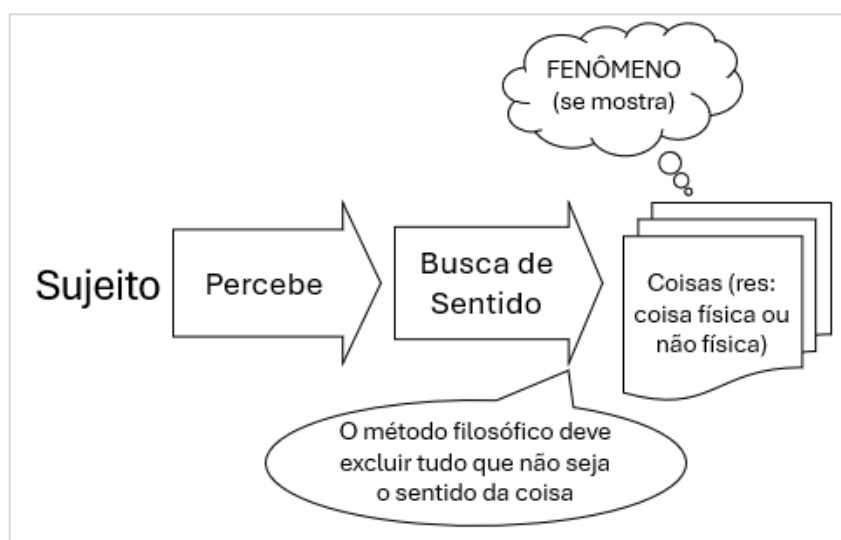 FENÔMENO
(se mostra)
Sujeito
Percebe
Busca de
Sentido
Coisas (res:
coisa física ou
não física)
O método filosófico deve
excluir tudo que não seja
o sentido da coisa